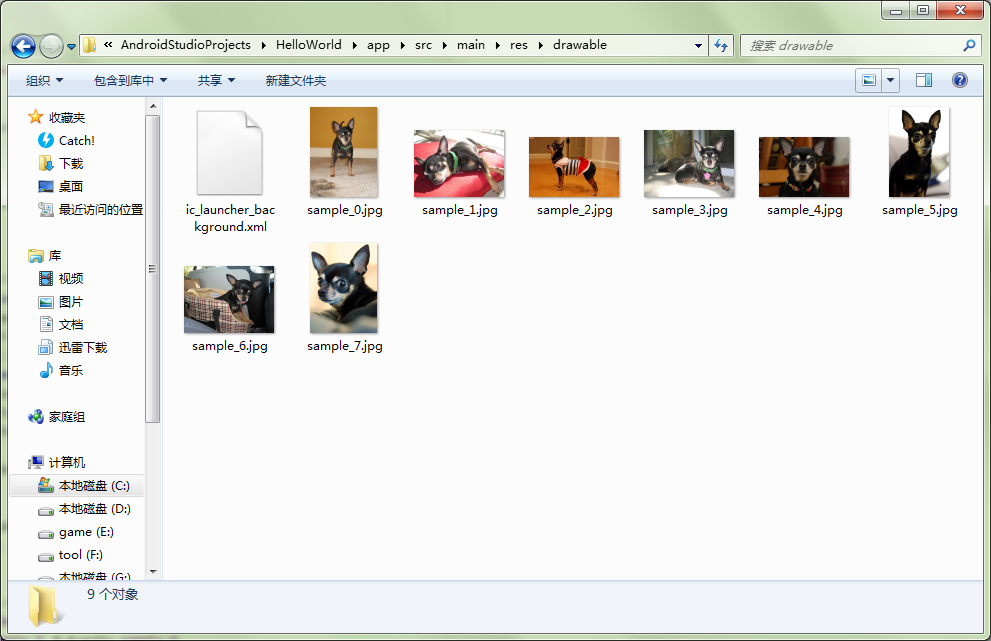 « AndroidStudioProjects ▸ HelloWorld ▸ app ▸ src ▸ main ▸ res ▸ drawable
搜索 drawable
组织 包含到库中 共享 新建文件夹
收藏夹
Catch!
下载
桌面
最近访问的位置
库
视频
图片
文档
迅雷下载
音乐
家庭组
计算机
本地磁盘 (C:)
本地磁盘 (D:)
game (E:)
tool (F:)
本地磁盘 (G:)
ic_launcher_bac
kground.xml
sample_0.jpg
sample_1.jpg
sample_2.jpg
sample_3.jpg
sample_4.jpg
sample_5.jpg
sample_6.jpg
sample_7.jpg
9 个对象